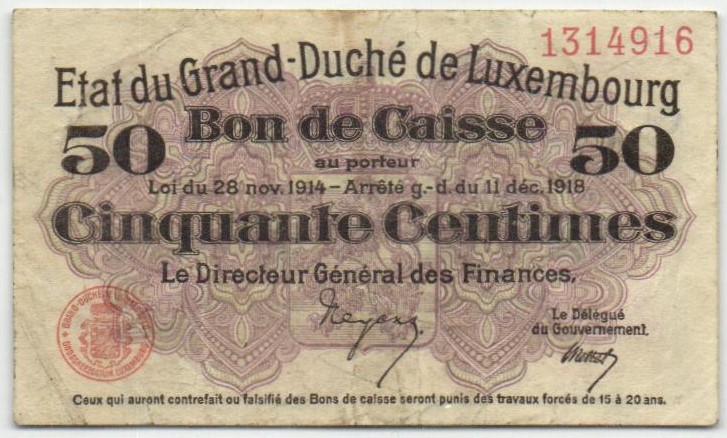 1314916
Etat du Grand-Duché de Luxembourg
50 Bon de Caisse 50
au porteur
Loi du 28 nov. 1914 – Arrêté g.-d. du 11 déc. 1918
Cinquante Centimes
Le Directeur Général des Finances,
Le Délégué
du Gouvernement,
Ceux qui auront contrefait ou falsifié des Bons de caisse seront punis des travaux forcés de 15 à 20 ans.